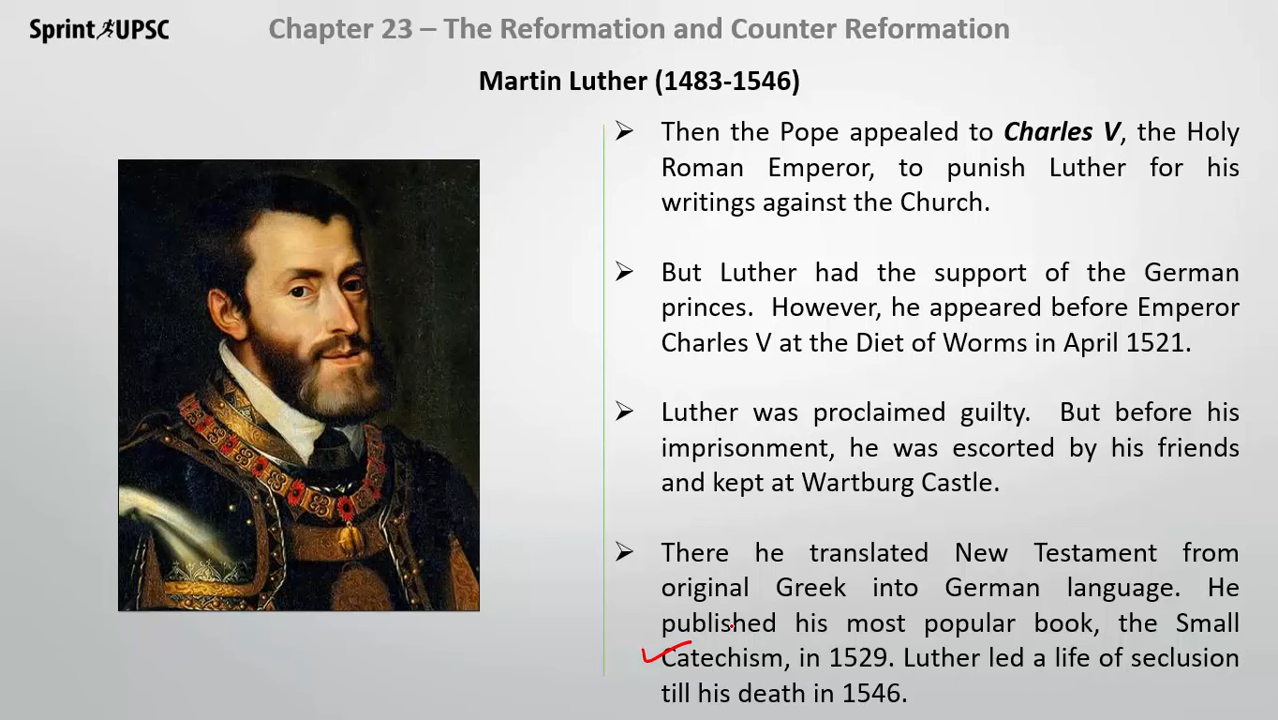 Sprint UPSC
Chapter 23 – The Reformation and Counter Reformation
Martin Luther (1483-1546)
➢ Then the Pope appealed to Charles V, the Holy
Roman Emperor, to punish Luther for his
writings against the Church.
➢ But Luther had the support of the German
princes. However, he appeared before Emperor
Charles V at the Diet of Worms in April 1521.
➢ Luther was proclaimed guilty. But before his
imprisonment, he was escorted by his friends
and kept at Wartburg Castle.
➢ There he translated New Testament from
original Greek into German language. He
published his most popular book, the Small
Catechism, in 1529. Luther led a life of seclusion
till his death in 1546.